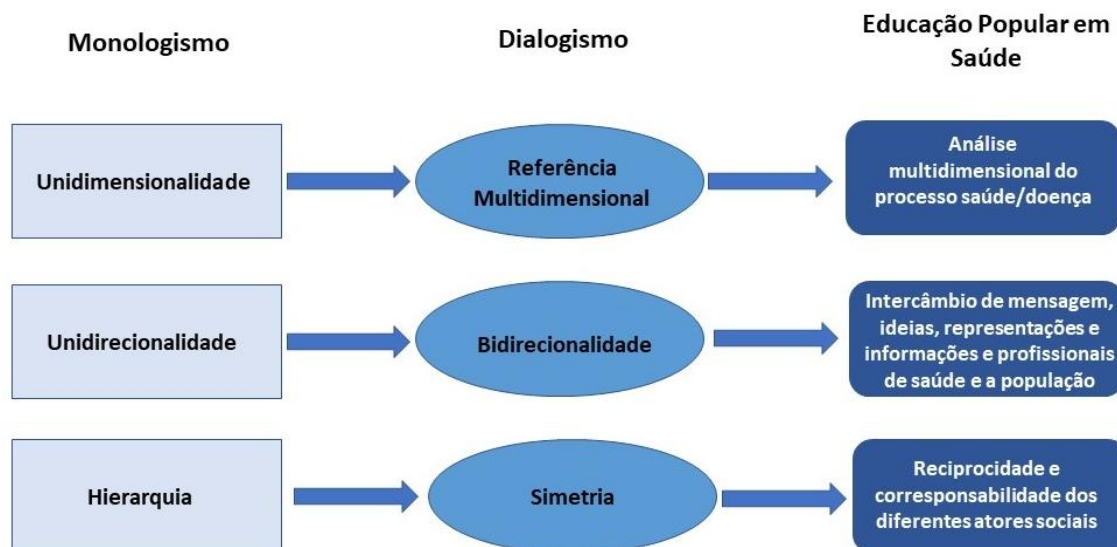 Monologismo
Dialogismo
Educação Popular em
Saúde
Unidimensionalidade
Referência
Multidimensional
Análise
multidimensional do
processo saúde/doença
Unidirecionalidade
Bidirecionalidade
Intercâmbio de mensagem,
ideias, representações e
informações e profissionais
de saúde e a população
Hierarquia
Simetria
Reciprocidade e
corresponsabilidade dos
diferentes atores sociais